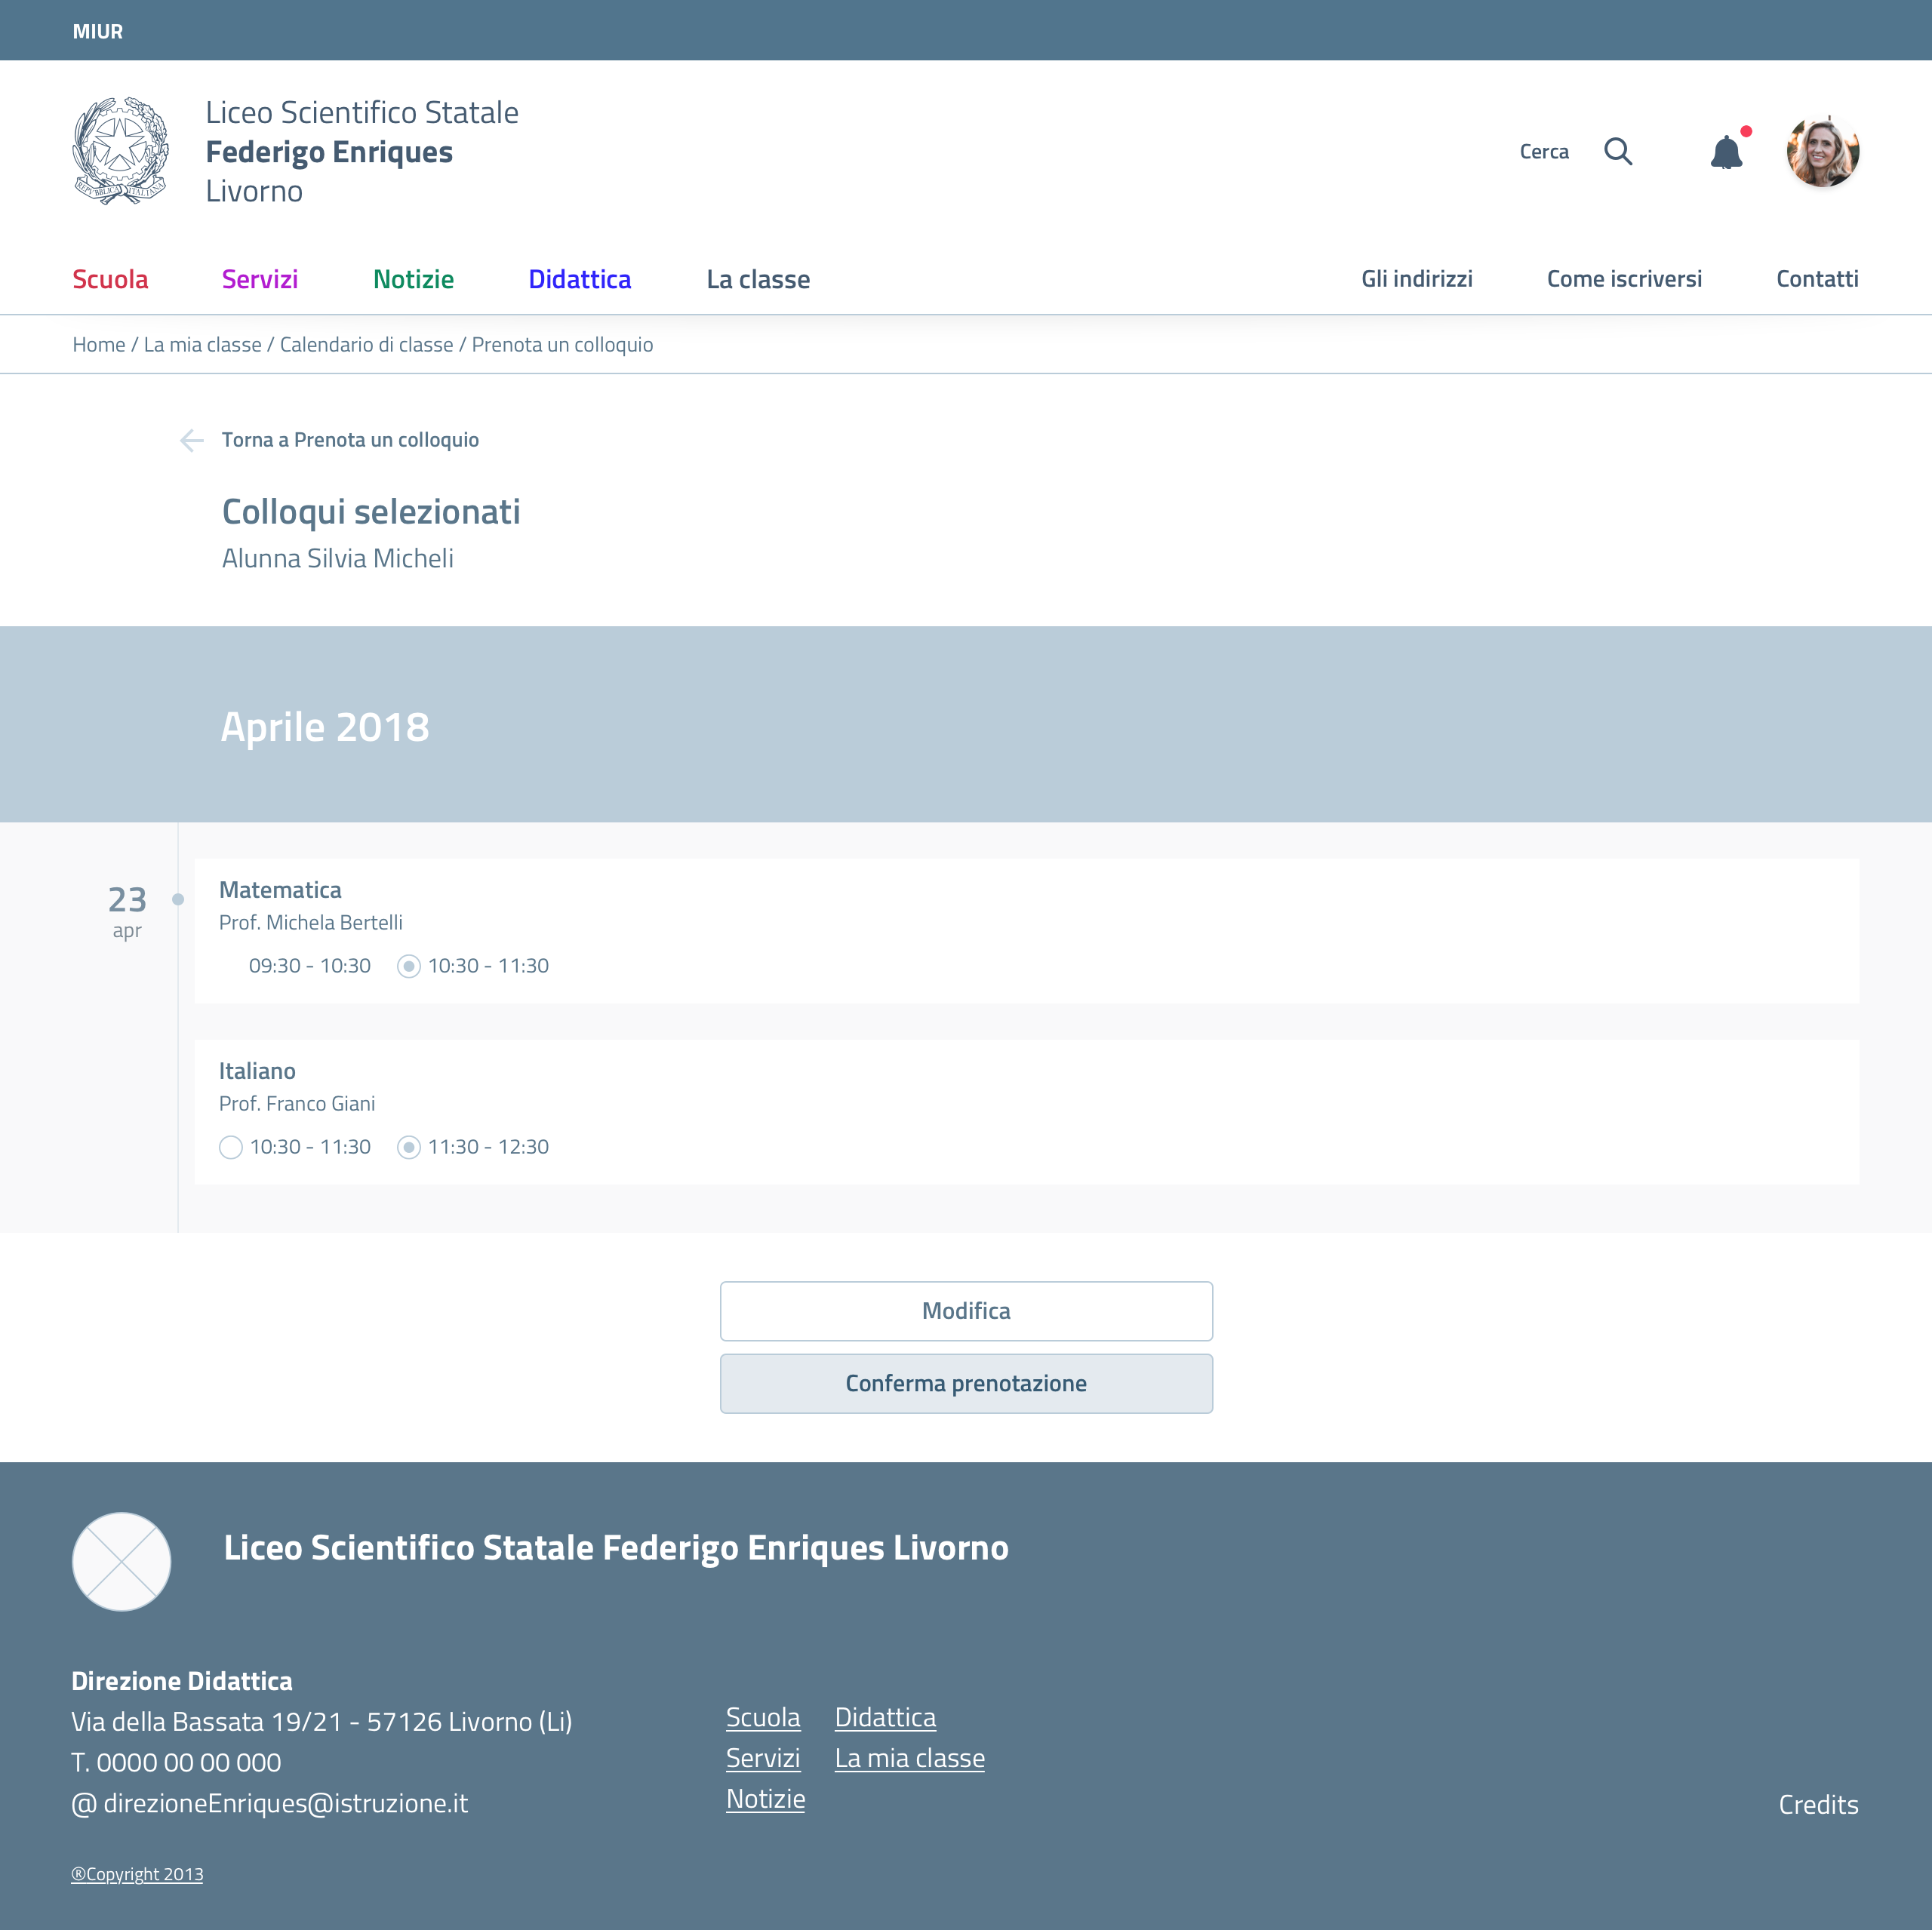 MIUR
Liceo Scientifico Statale
Federigo Enriques
Livorno
REPVBBLICA ITALIANA
Cerca
Scuola Servizi Notizie Didattica La classe Gli indirizzi Come iscriversi Contatti
Home / La mia classe / Calendario di classe / Prenota un colloquio
Torna a Prenota un colloquio
Colloqui selezionati
Alunna Silvia Micheli
Aprile 2018
23
apr
Matematica
Prof. Michela Bertelli
09:30 - 10:30 10:30 - 11:30
Italiano
Prof. Franco Giani
10:30 - 11:30 11:30 - 12:30
Modifica
Conferma prenotazione
Liceo Scientifico Statale Federigo Enriques Livorno
Direzione Didattica
Via della Bassata 19/21 - 57126 Livorno (Li)
T. 0000 00 00 000
@ direzioneEnriques@istruzione.it
Scuola Didattica
Servizi La mia classe
Notizie
Credits
®Copyright 2013